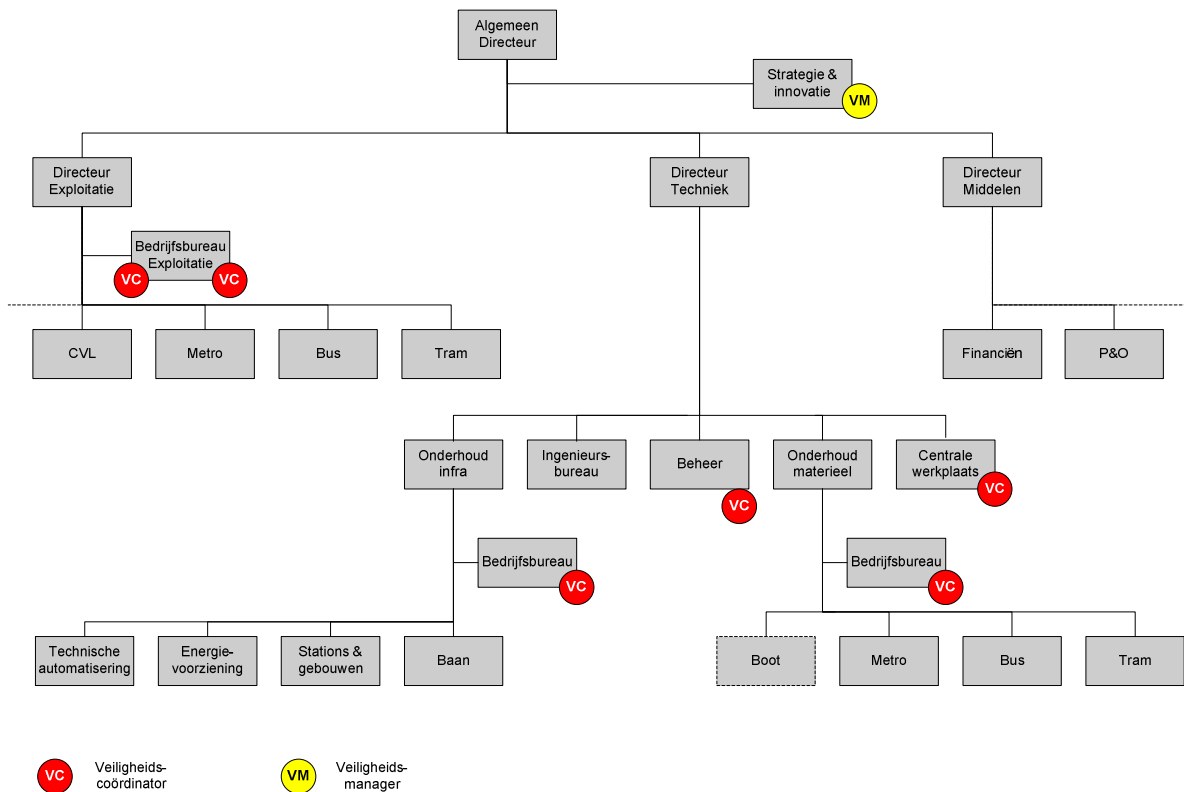 Algemeen
Directeur
Strategie &
innovatie
VM
Directeur
Exploitatie
Directeur
Techniek
Directeur
Middelen
Bedrijfsbureau
Exploitatie
VC
VC
CVL
Metro
Bus
Tram
Financiën
P&O
Onderhoud
infra
Ingenieurs-
bureau
Beheer
VC
Onderhoud
materieel
Centrale
werkplaats
VC
Bedrijfsbureau
VC
Bedrijfsbureau
VC
Technische
automatisering
Energie-
voorziening
Stations &
gebouwen
Baan
Boot
Metro
Bus
Tram
VC
Veiligheids-
coördinator
VM
Veiligheids-
manager